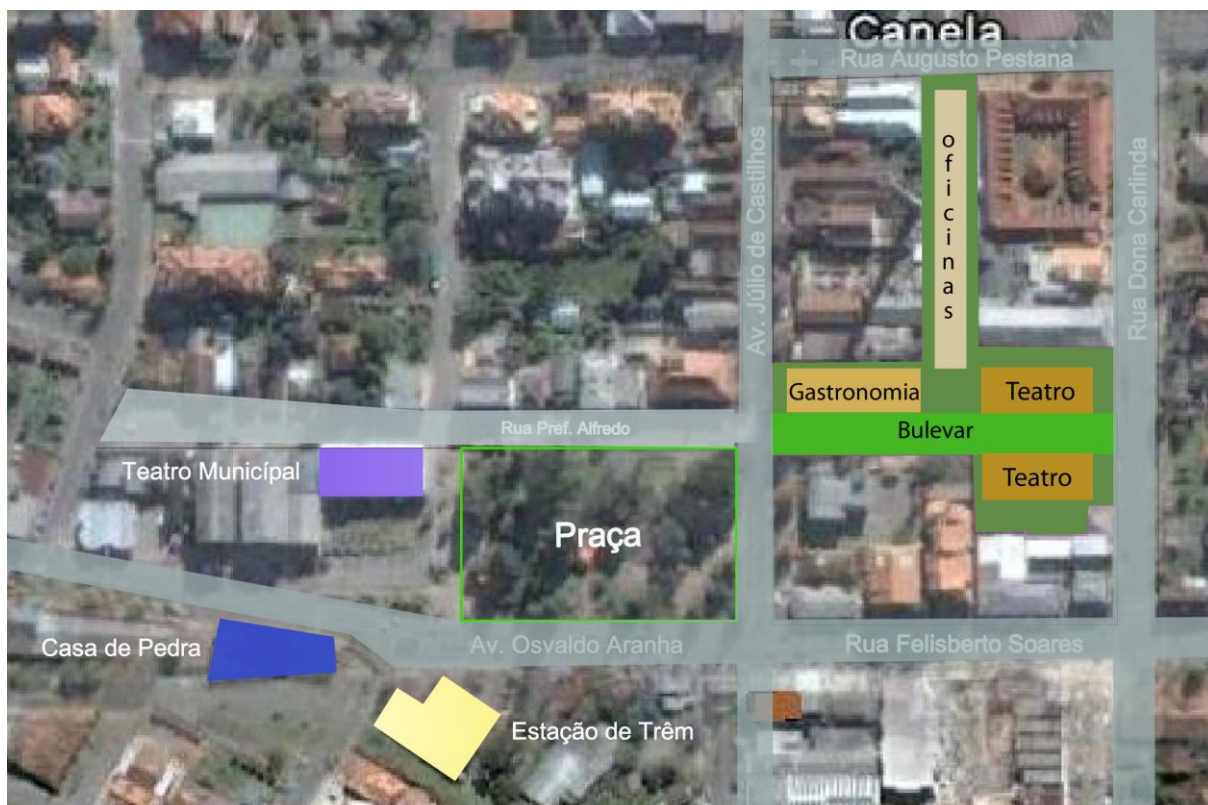 Canela
Rua Augusto Pestana
oficinas
Av. Júlio de Castilhos
Rua Dona Carlinda
Gastronomia
Teatro
Rua Pref. Alfredo
Bulevar
Teatro Municípal
Teatro
Praça
Casa de Pedra
Av. Osvaldo Aranha
Rua Felisberto Soares
Estação de Trêm